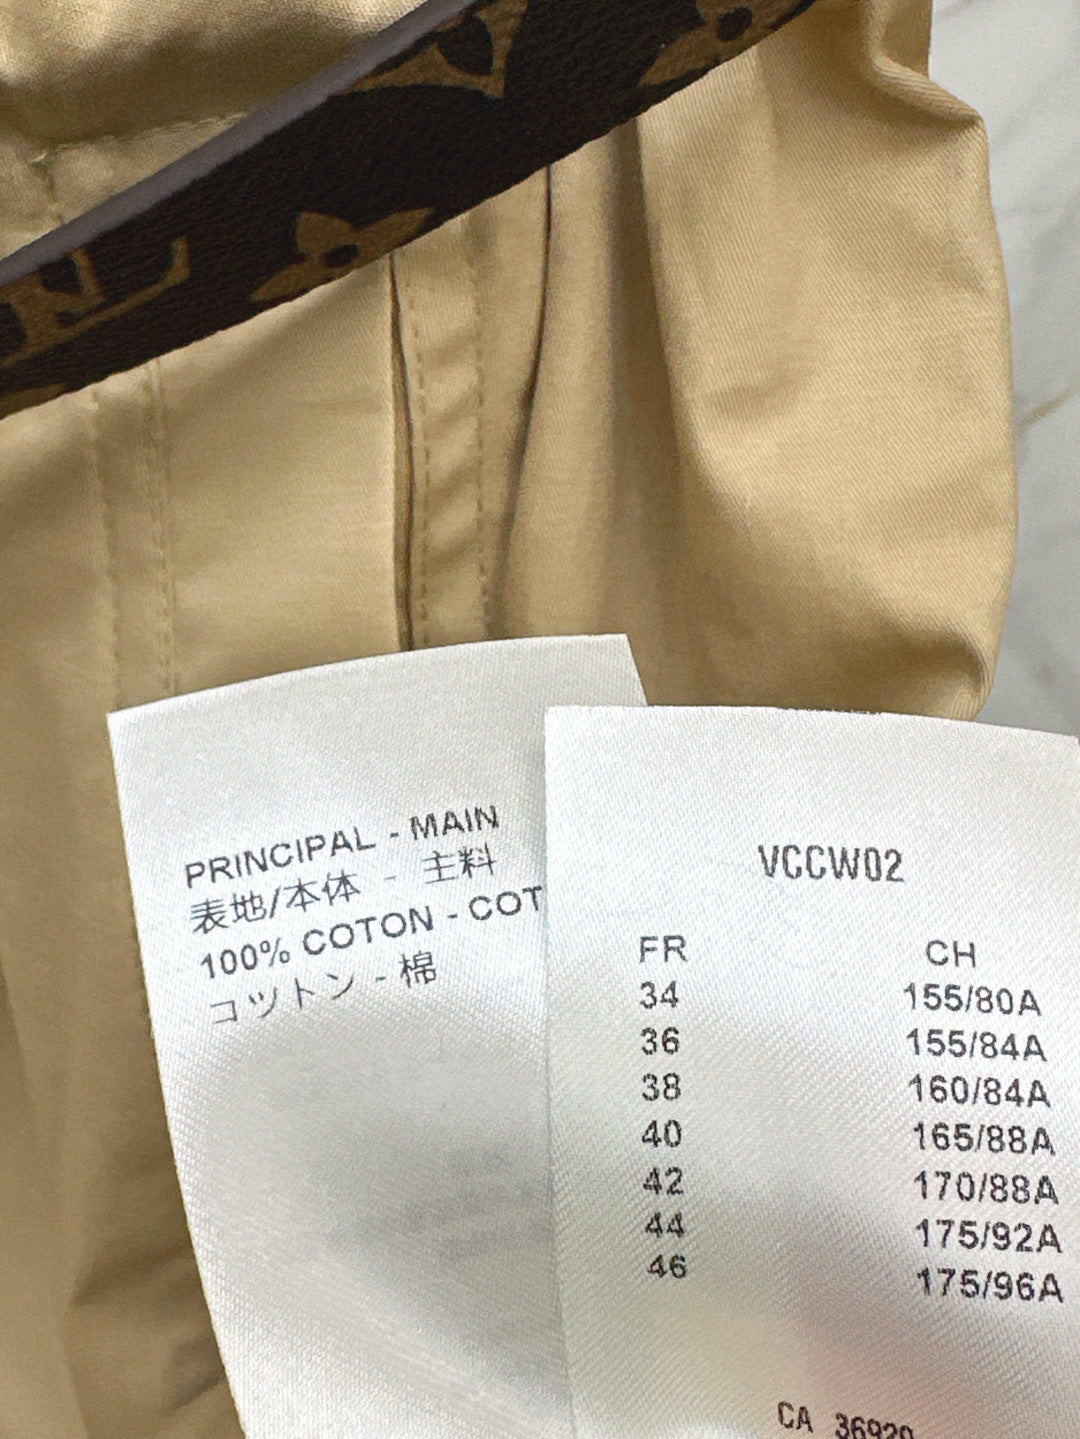 PRINCIPAL - MAIN
表地/本体 - 主料
100% COTON - COT
コットン - 棉
VCCW02
FR CH
34 155/80A
36 155/84A
38 160/84A
40 165/88A
42 170/88A
44 175/92A
46 175/96A
CA 36920